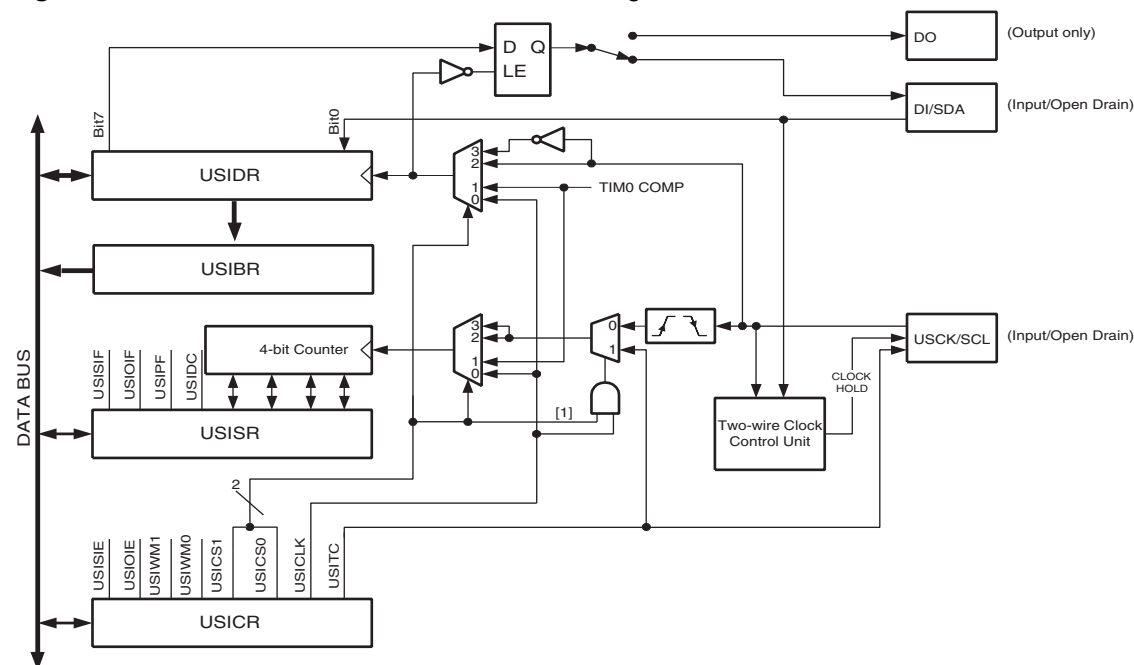 DO
(Output only)
D Q
LE
DI/SDA
(Input/Open Drain)
Bit7
Bit0
USIDR
3
2
1
0
TIM0 COMP
USIBR
DATA BUS
4-bit Counter
3
2
1
0
0
1
USCK/SCL
(Input/Open Drain)
CLOCK
HOLD
USISIF
USIOIF
USIPF
USIDC
[1]
USISR
Two-wire Clock
Control Unit
2
USISIE
USIOIE
USIWM1
USIWM0
USICS1
USICS0
USICLK
USITC
USICR